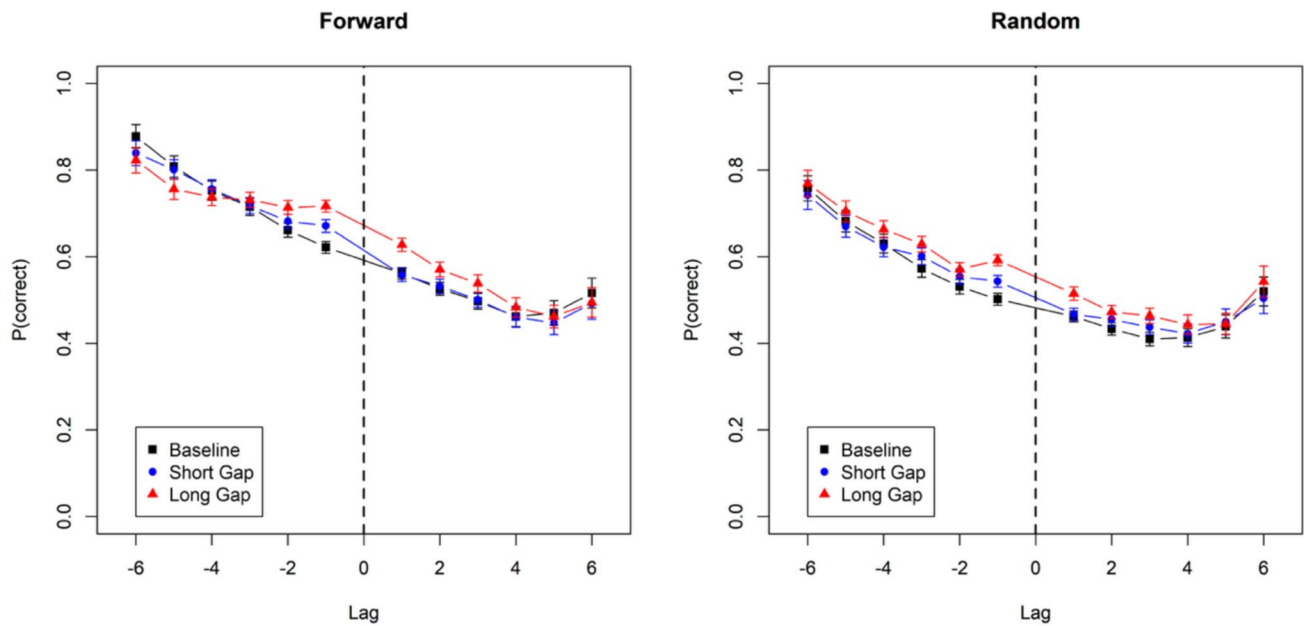 Forward
P(correct)
1.0
0.8
0.6
0.4
0.2
0.0
Baseline
Short Gap
Long Gap
-6 -4 -2 0 2 4 6
Lag
Random
P(correct)
1.0
0.8
0.6
0.4
0.2
0.0
Baseline
Short Gap
Long Gap
-6 -4 -2 0 2 4 6
Lag